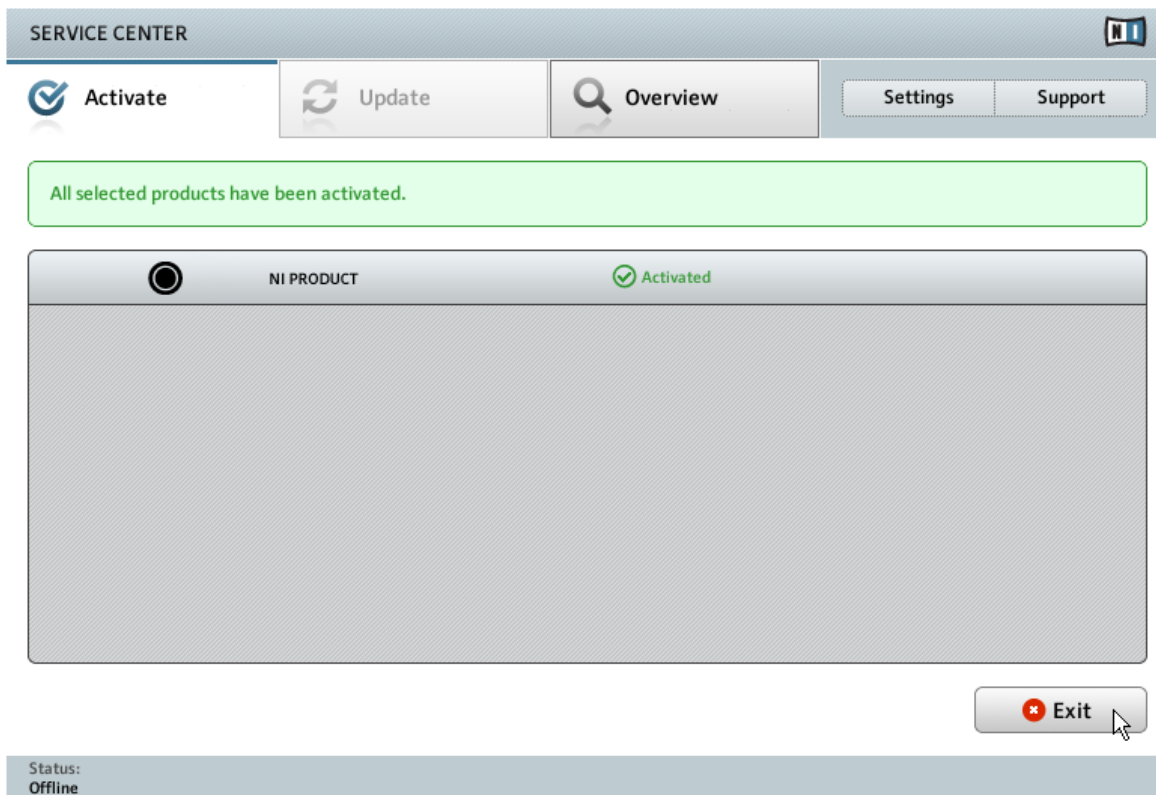 SERVICE CENTER
NI
Activate
Update
Overview
Settings
Support
All selected products have been activated.
NI PRODUCT
Activated
Exit
Status:
Offline